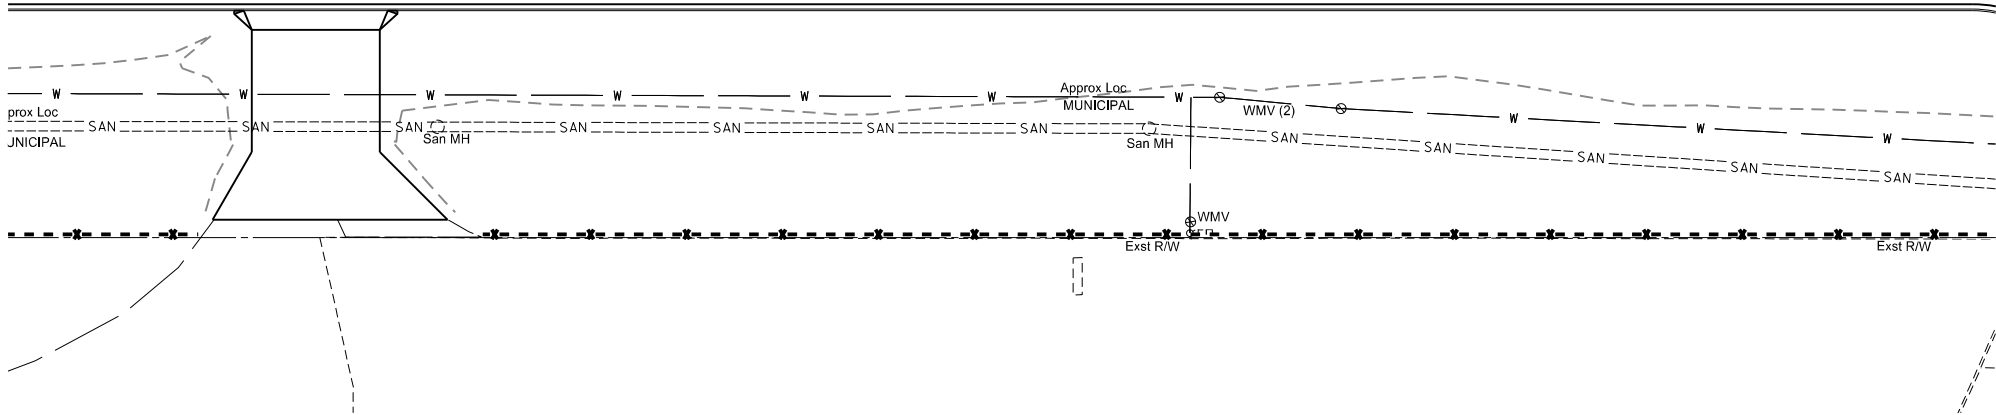 W W W W W W W W W W
Approx Loc
MUNICIPAL
prox Loc
UNICIPAL
SAN SAN SAN SAN SAN SAN SAN SAN SAN SAN SAN SAN
San MH
San MH
WMV (2)
WMV
Exst R/W
Exst R/W